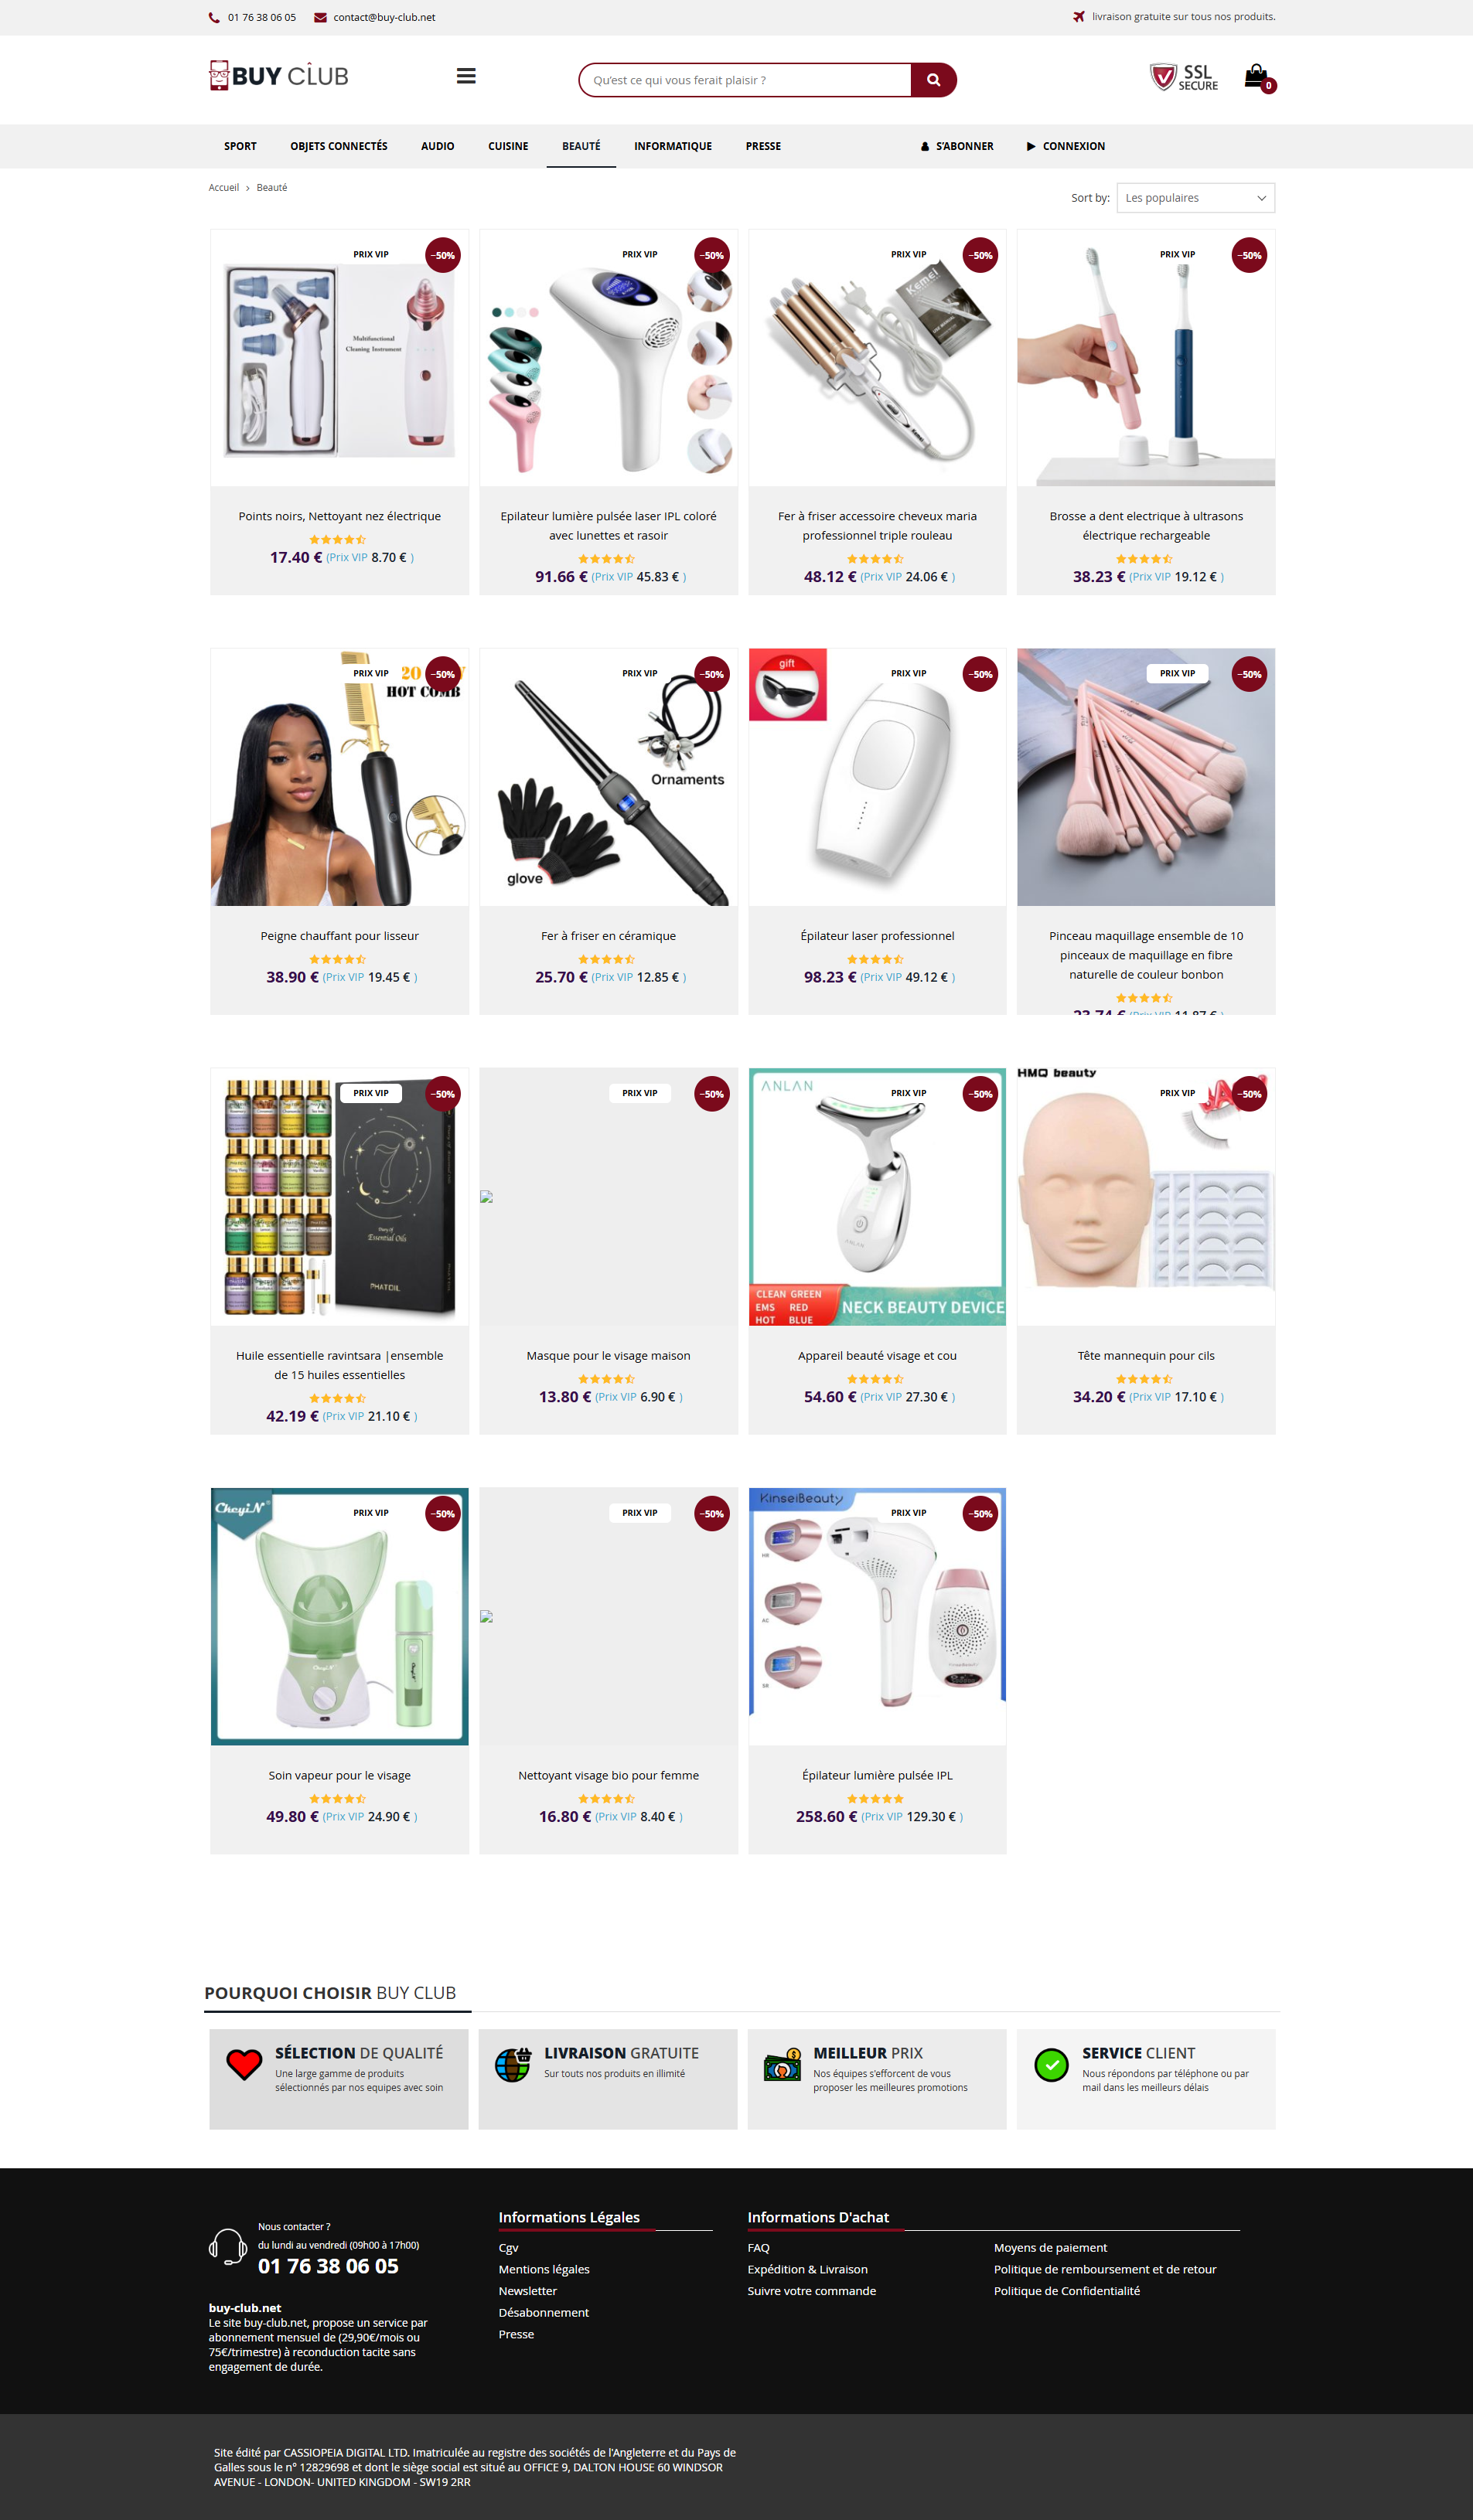 01 76 38 06 05
contact@buy-club.net
livraison gratuite sur tous nos produits.
BUY CLUB
Qu'est ce qui vous ferait plaisir ?
SSL
SECURE
0
SPORT
OBJETS CONNECTÉS
AUDIO
CUISINE
BEAUTÉ
INFORMATIQUE
PRESSE
S'ABONNER
CONNEXION
Accueil › Beauté
Sort by:
Les populaires
PRIX VIP
−50%
Multifunctional
Cleaning Instrument
Points noirs, Nettoyant nez électrique
17.40 € (Prix VIP 8.70 € )
PRIX VIP
−50%
Epilateur lumière pulsée laser IPL coloré
avec lunettes et rasoir
91.66 € (Prix VIP 45.83 € )
PRIX VIP
−50%
Kemei
Fer à friser accessoire cheveux maria
professionnel triple rouleau
48.12 € (Prix VIP 24.06 € )
PRIX VIP
−50%
Brosse a dent electrique à ultrasons
électrique rechargeable
38.23 € (Prix VIP 19.12 € )
PRIX VIP
−50%
20
HOT COMB
Peigne chauffant pour lisseur
38.90 € (Prix VIP 19.45 € )
PRIX VIP
−50%
Ornaments
glove
Fer à friser en céramique
25.70 € (Prix VIP 12.85 € )
gift
PRIX VIP
−50%
Épilateur laser professionnel
98.23 € (Prix VIP 49.12 € )
PRIX VIP
−50%
Pinceau maquillage ensemble de 10
pinceaux de maquillage en fibre
naturelle de couleur bonbon
23.74 € (Prix VIP 11.87 € )
PRIX VIP
−50%
Essential Oils
PHATOIL
Huile essentielle ravintsara |ensemble
de 15 huiles essentielles
42.19 € (Prix VIP 21.10 € )
PRIX VIP
−50%
Masque pour le visage maison
13.80 € (Prix VIP 6.90 € )
ANLAN
PRIX VIP
−50%
ANLAN
CLEAN GREEN
EMS RED
HOT BLUE
NECK BEAUTY DEVICE
Appareil beauté visage et cou
54.60 € (Prix VIP 27.30 € )
HMQ beauty
PRIX VIP
−50%
Tête mannequin pour cils
34.20 € (Prix VIP 17.10 € )
CkeyiN
PRIX VIP
−50%
CkeyiN
Soin vapeur pour le visage
49.80 € (Prix VIP 24.90 € )
PRIX VIP
−50%
Nettoyant visage bio pour femme
16.80 € (Prix VIP 8.40 € )
KinseiBeauty
PRIX VIP
−50%
HR
AC
SR
Épilateur lumière pulsée IPL
258.60 € (Prix VIP 129.30 € )
POURQUOI CHOISIR BUY CLUB
SÉLECTION DE QUALITÉ
Une large gamme de produits
sélectionnés par nos equipes avec soin
LIVRAISON GRATUITE
Sur touts nos produits en illimité
MEILLEUR PRIX
Nos équipes s'efforcent de vous
proposer les meilleures promotions
SERVICE CLIENT
Nous répondons par téléphone ou par
mail dans les meilleurs délais
Nous contacter ?
du lundi au vendredi (09h00 à 17h00)
01 76 38 06 05
buy-club.net
Le site buy-club.net, propose un service par
abonnement mensuel de (29,90€/mois ou
75€/trimestre) à reconduction tacite sans
engagement de durée.
Informations Légales
Cgv
Mentions légales
Newsletter
Désabonnement
Presse
Informations D'achat
FAQ
Expédition & Livraison
Suivre votre commande
Moyens de paiement
Politique de remboursement et de retour
Politique de Confidentialité
Site édité par CASSIOPEIA DIGITAL LTD. Imatriculée au registre des sociétés de l'Angleterre et du Pays de
Galles sous le n° 12829698 et dont le siège social est situé au OFFICE 9, DALTON HOUSE 60 WINDSOR
AVENUE - LONDON- UNITED KINGDOM - SW19 2RR